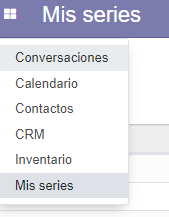 Mis series
Conversaciones
Calendario
Contactos
CRM
Inventario
Mis series